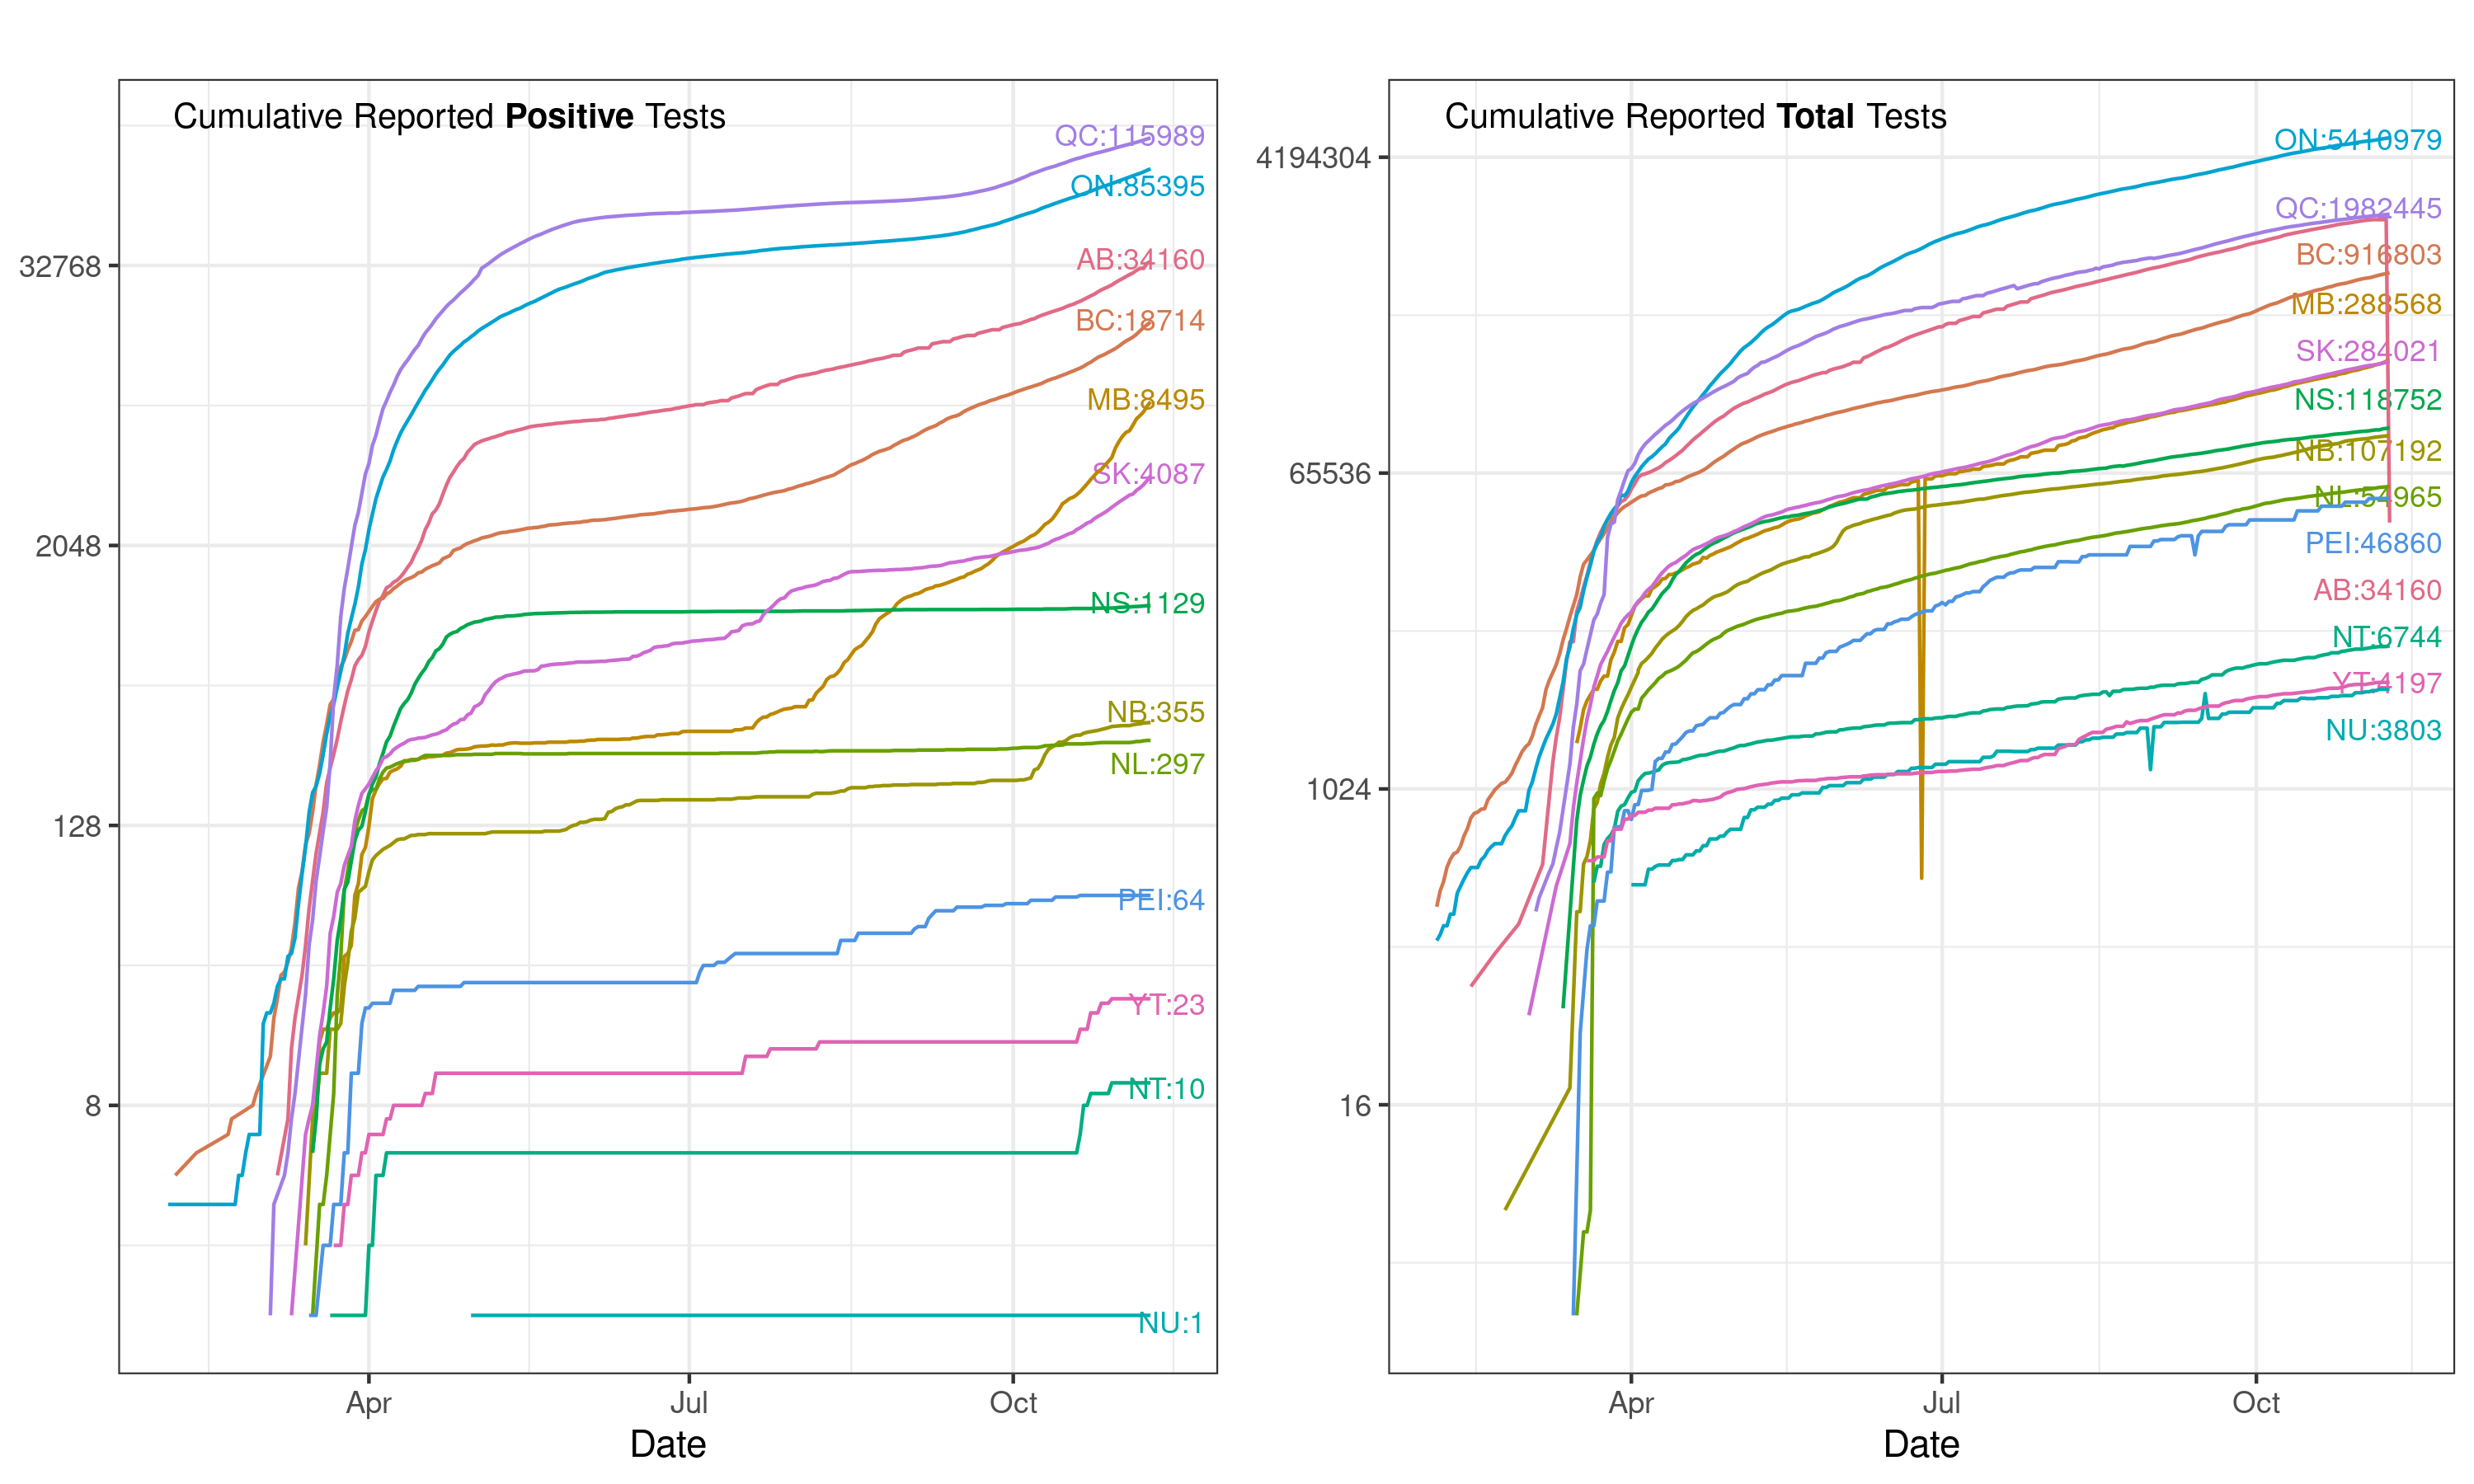 Cumulative Reported Positive Tests
QC:115989
ON:85395
AB:34160
BC:18714
MB:8495
SK:4087
NS:1129
NB:355
NL:297
PEI:64
YT:23
NT:10
NU:1
32768
2048
128
8
Apr
Jul
Oct
Date
Cumulative Reported Total Tests
ON:5410979
QC:1982445
BC:916803
MB:288568
SK:284021
NS:118752
NB:107192
NL:54965
PEI:46860
AB:34160
NT:6744
YT:4197
NU:3803
4194304
65536
1024
16
Apr
Jul
Oct
Date